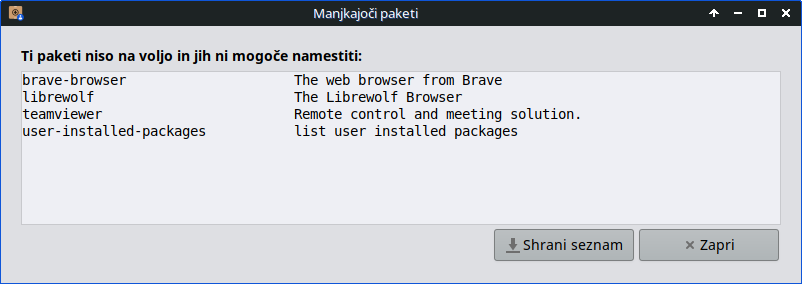 Manjkajoči paketi
Ti paketi niso na voljo in jih ni mogoče namestiti:
brave-browser The web browser from Brave
librewolf The Librewolf Browser
teamviewer Remote control and meeting solution.
user-installed-packages list user installed packages
Shrani seznam Zapri